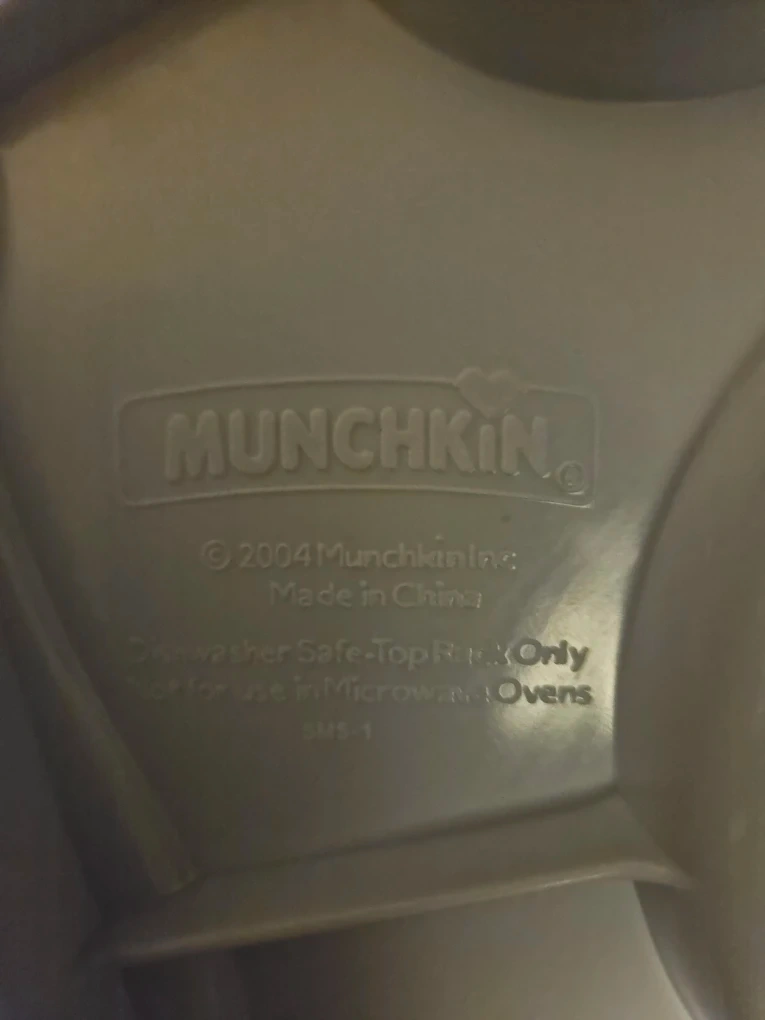 MUNCHKIN®
© 2004 Munchkin Inc
Made in China
Dishwasher Safe-Top Rack Only
Not for use in Microwave Ovens
SMS-1